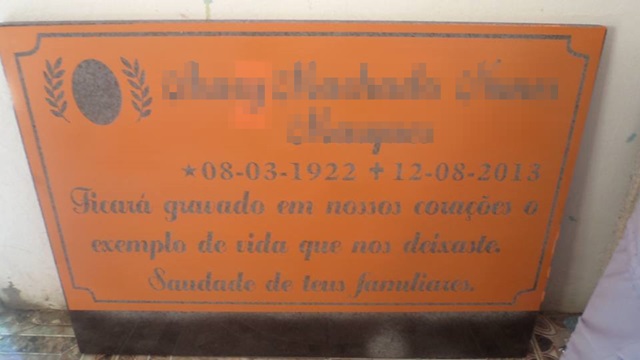 ★08-03-1922 ✝ 12-08-2013
Ficará gravado em nossos corações o
exemplo de vida que nos deixaste.
Saudade de teus familiares.